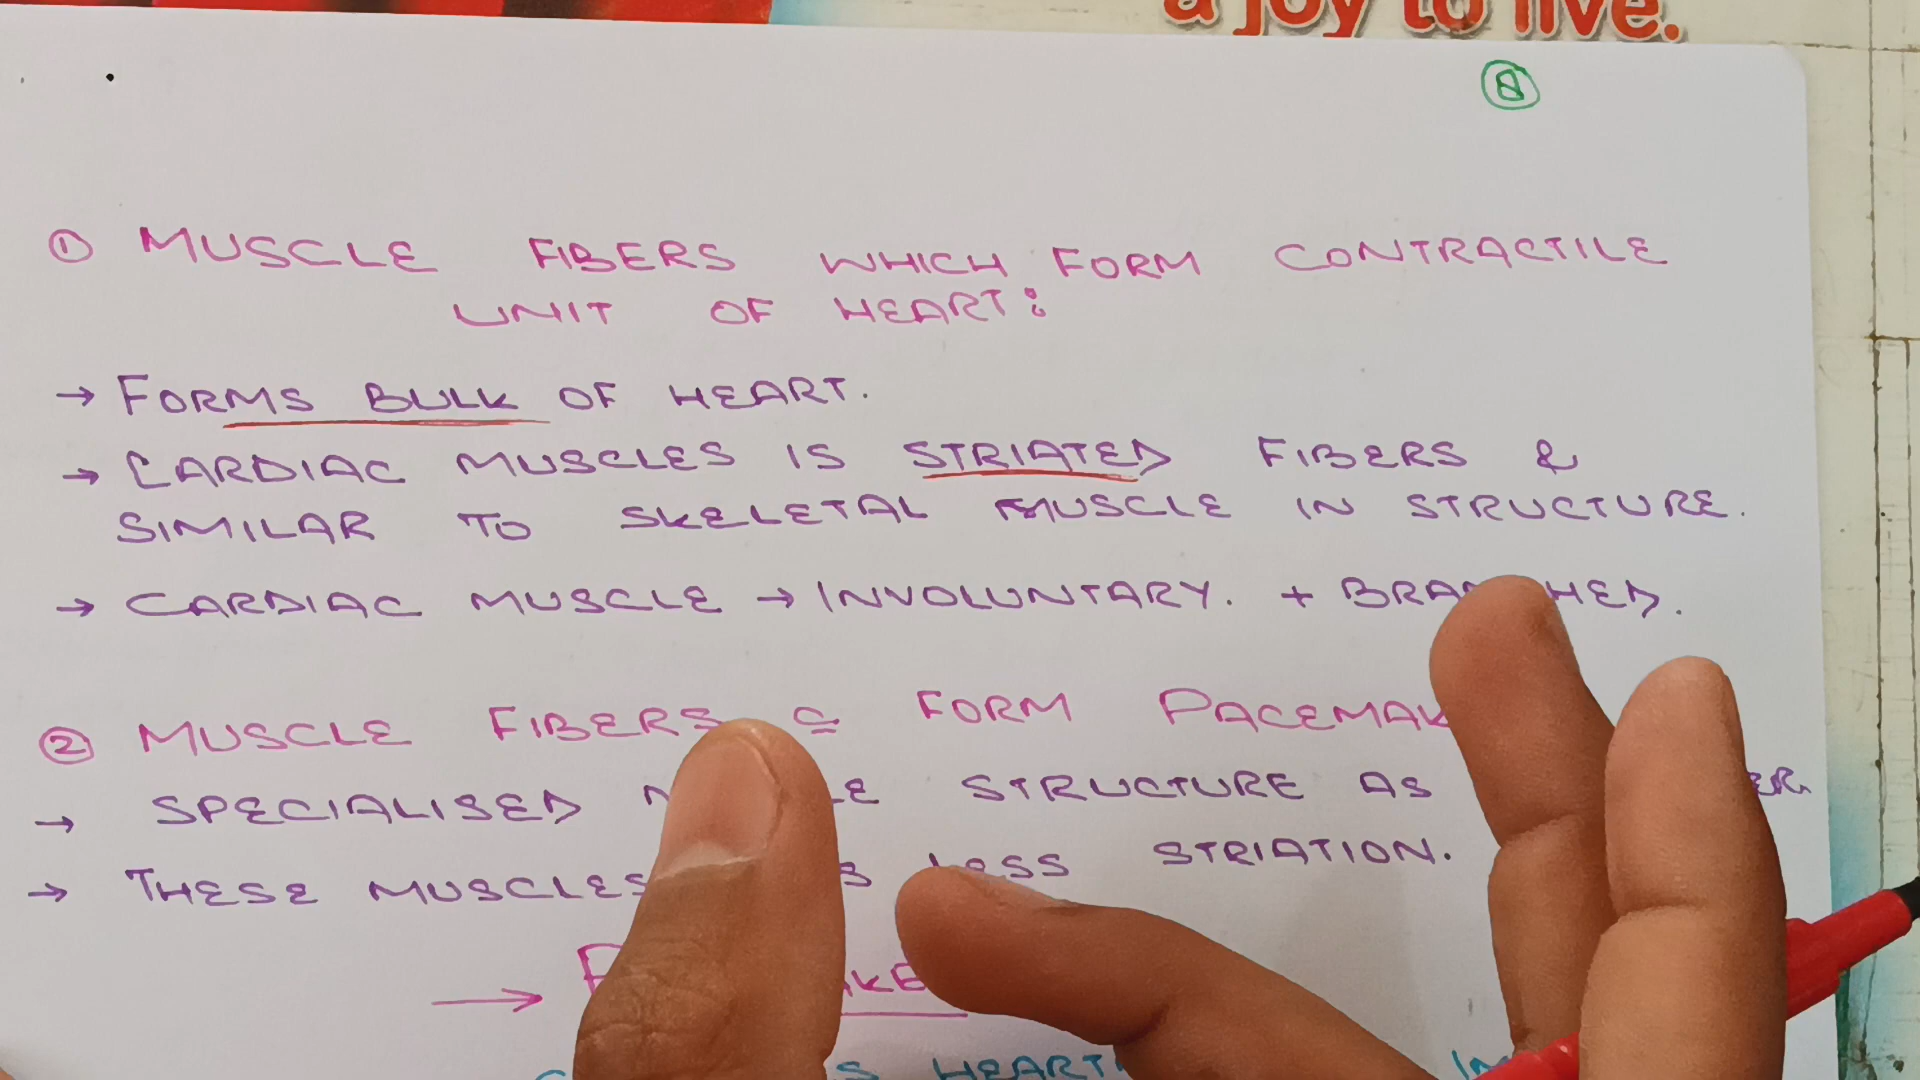 a joy to live.
8
① MUSCLE FIBERS WHICH FORM CONTRACTILE
UNIT OF HEART:
→ FORMS BULK OF HEART.
→ CARDIAC MUSCLES IS STRIATED FIBERS &
SIMILAR TO SKELETAL MUSCLE IN STRUCTURE.
→ CARDIAC MUSCLE → INVOLUNTARY. + BRANCHED.
② MUSCLE FIBERS FORM
→ SPECIALISED STRUCTURE AS
→ THESE MUSCLES LESS STRIATION.
→
HEART